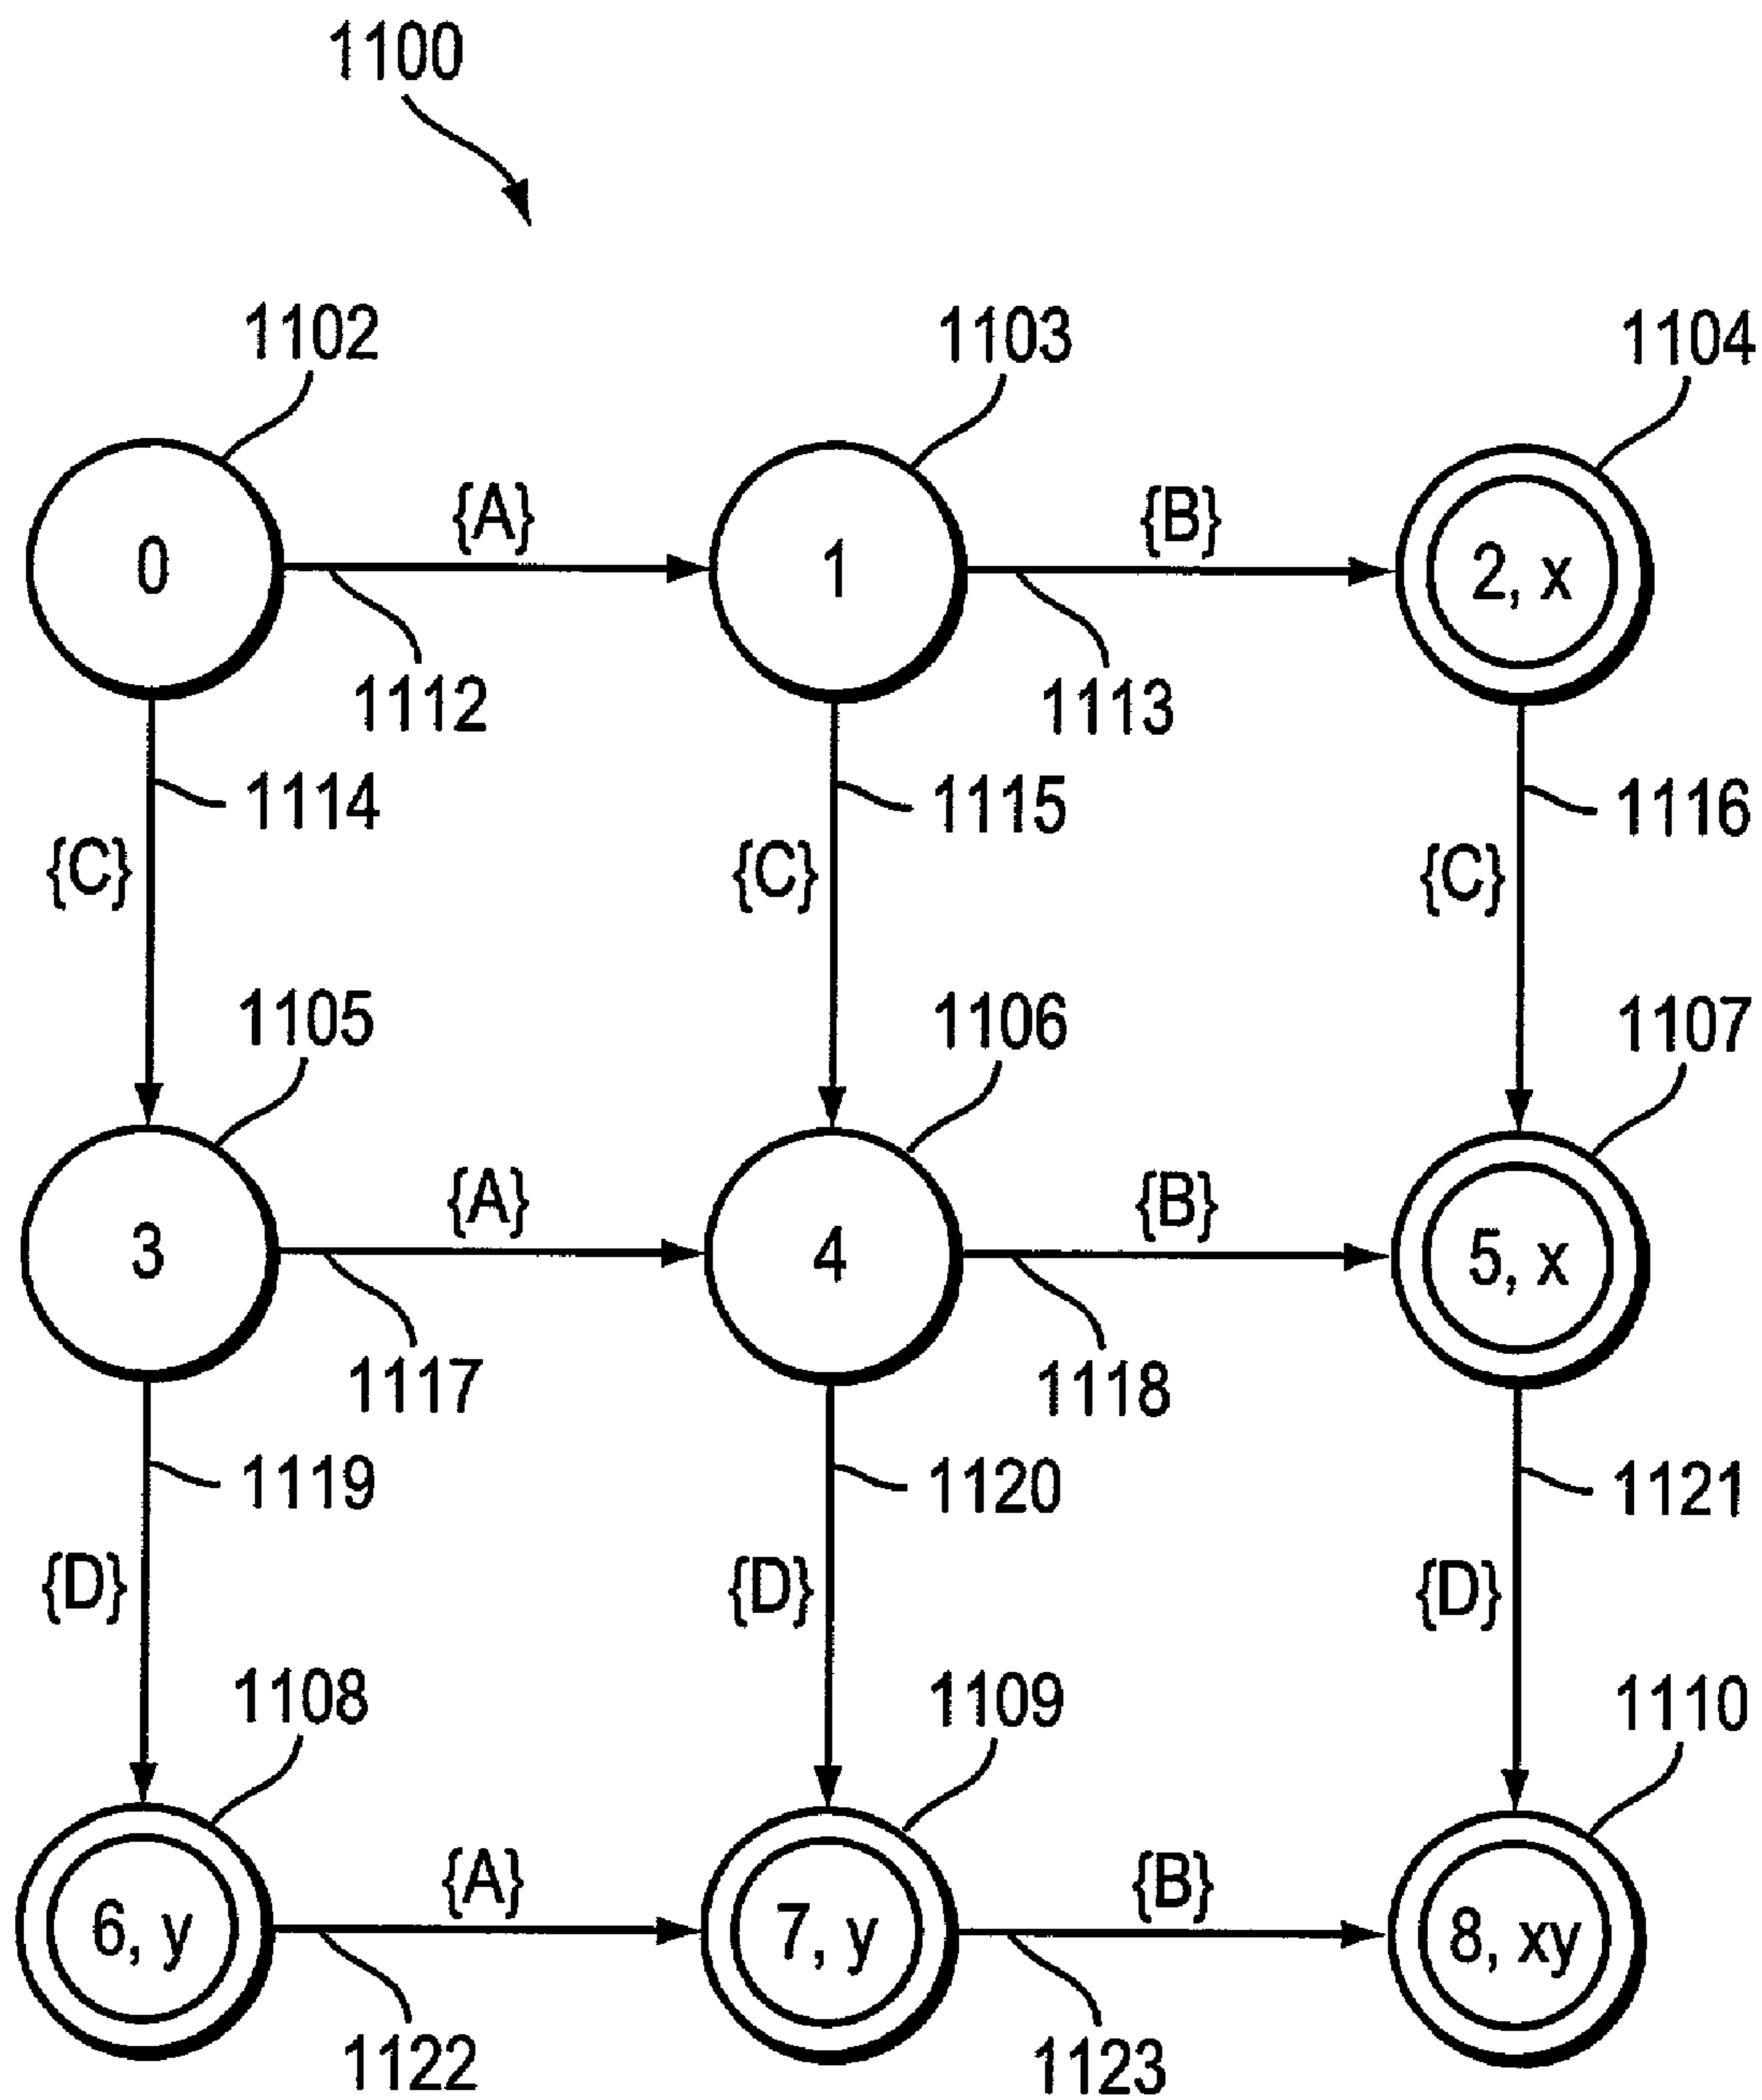 1100
1102
1103
1104
{A}
{B}
0
1
2, x
1112
1113
1114
1115
1116
{C}
{C}
{C}
1105
1106
1107
{A}
{B}
3
4
5, x
1117
1118
1119
1120
1121
{D}
{D}
{D}
1108
1109
1110
{A}
{B}
6, y
7, y
8, xy
1122
1123